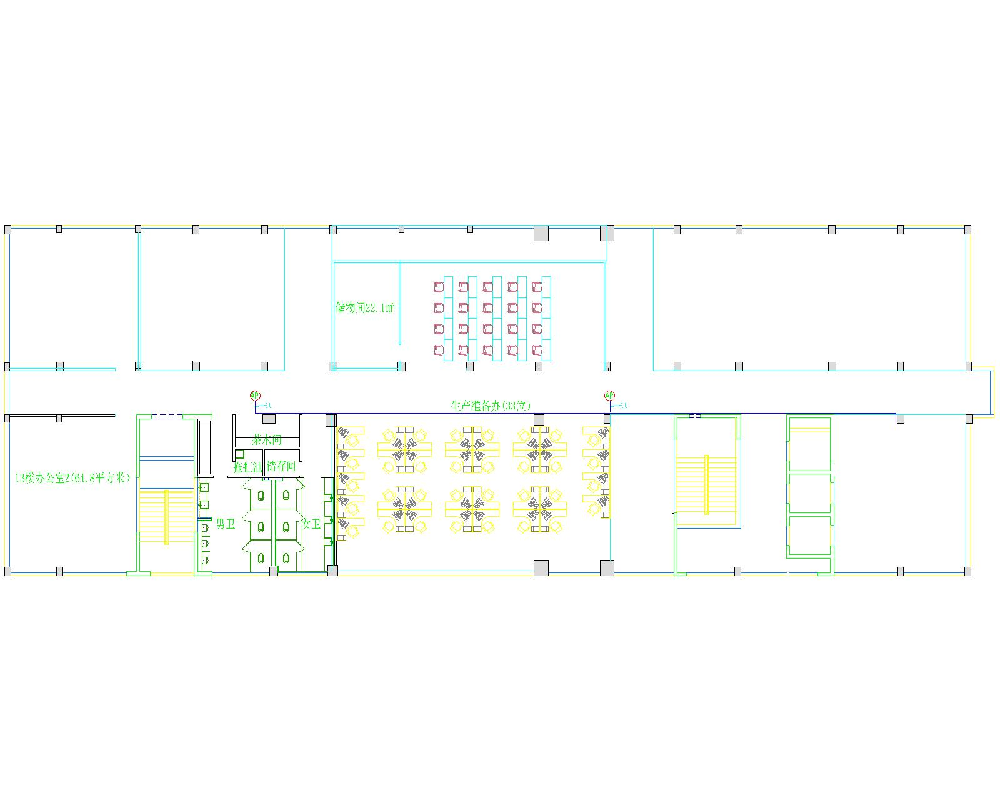 储物间22.1㎡
AP
AP
生产准备办(33位)
茶水间
拖把池
储存间
13楼办公室2(64.8平方米)
男卫
女卫